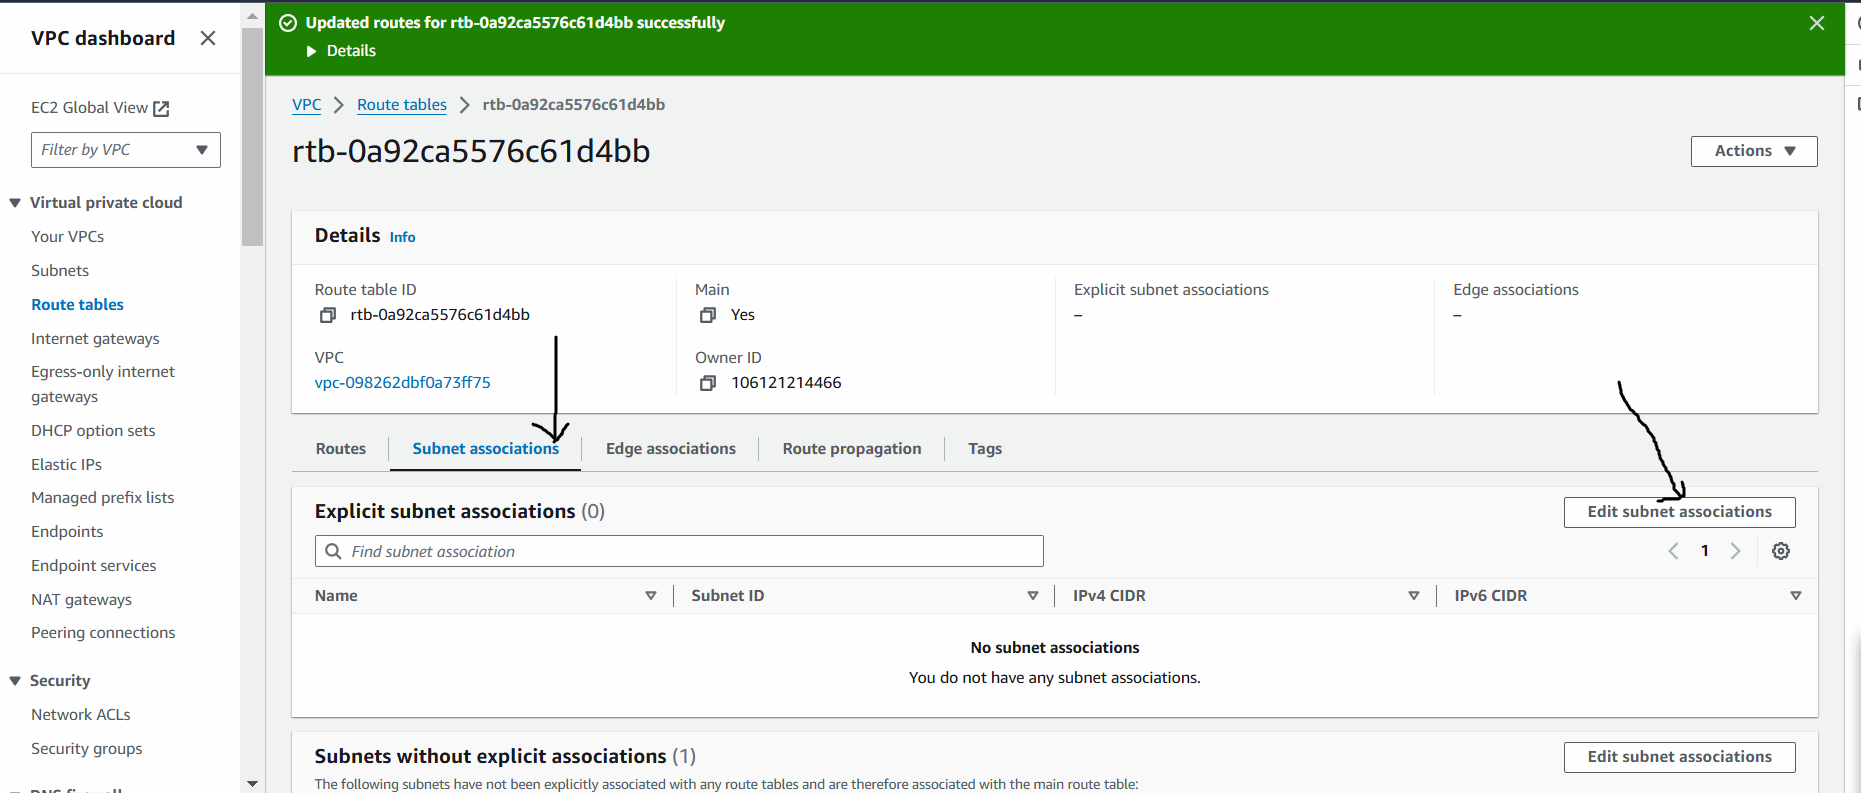 Updated routes for rtb-0a92ca5576c61d4bb successfully
Details
VPC dashboard
EC2 Global View
Filter by VPC
Virtual private cloud
Your VPCs
Subnets
Route tables
Internet gateways
Egress-only internet
gateways
DHCP option sets
Elastic IPs
Managed prefix lists
Endpoints
Endpoint services
NAT gateways
Peering connections
Security
Network ACLs
Security groups
VPC Route tables rtb-0a92ca5576c61d4bb
rtb-0a92ca5576c61d4bb
Actions
Details Info
Route table ID
rtb-0a92ca5576c61d4bb
Main
Yes
Explicit subnet associations
–
Edge associations
–
VPC
vpc-098262dbf0a73ff75
Owner ID
106121214466
Routes Subnet associations Edge associations Route propagation Tags
Explicit subnet associations (0)
Edit subnet associations
Find subnet association
1
Name Subnet ID IPv4 CIDR IPv6 CIDR
No subnet associations
You do not have any subnet associations.
Subnets without explicit associations (1)
Edit subnet associations
The following subnets have not been explicitly associated with any route tables and are therefore associated with the main route table: